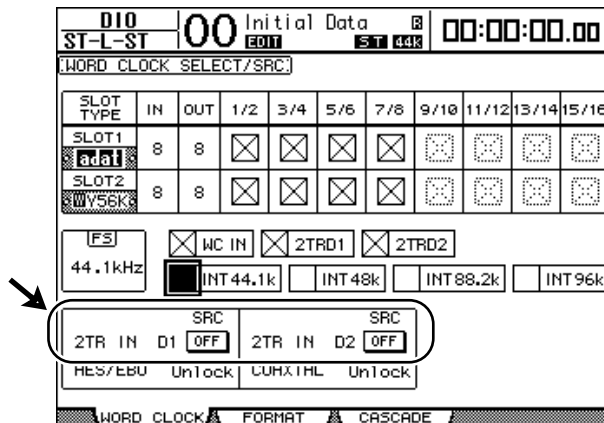 DIO
ST-L-ST
00 Initial Data R
EDIT ST 44k
00:00:00.00
WORD CLOCK SELECT/SRC
SLOT TYPE IN OUT 1/2 3/4 5/6 7/8 9/10 11/12 13/14 15/16
SLOT1 adat 8 8
SLOT2 WY56K 8 8
FS
44.1kHz
WC IN 2TRD1 2TRD2
INT44.1k INT48k INT88.2k INT96k
SRC SRC
2TR IN D1 OFF 2TR IN D2 OFF
AES/EBU Unlock COAXIAL Unlock
WORD CLOCK FORMAT CASCADE